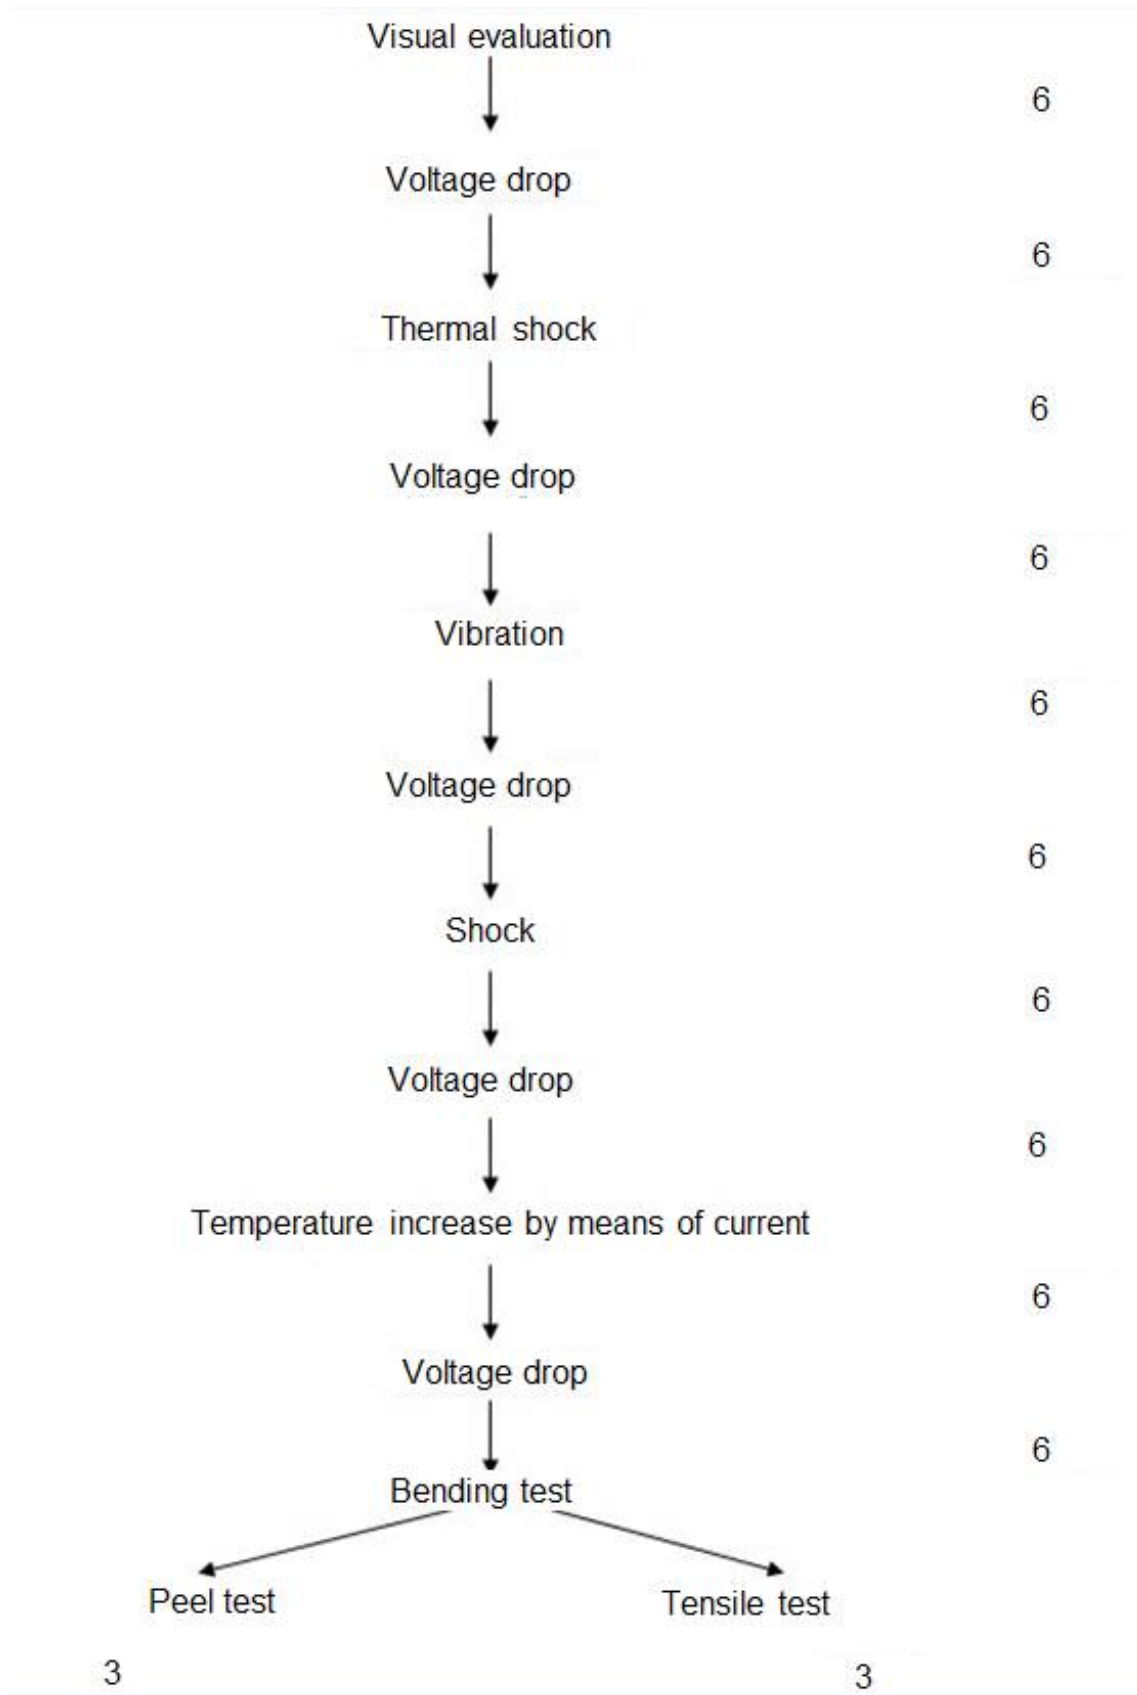 Visual evaluation
6
Voltage drop
6
Thermal shock
6
Voltage drop
6
Vibration
6
Voltage drop
6
Shock
6
Voltage drop
6
Temperature increase by means of current
6
Voltage drop
6
Bending test
Peel test
Tensile test
3
3